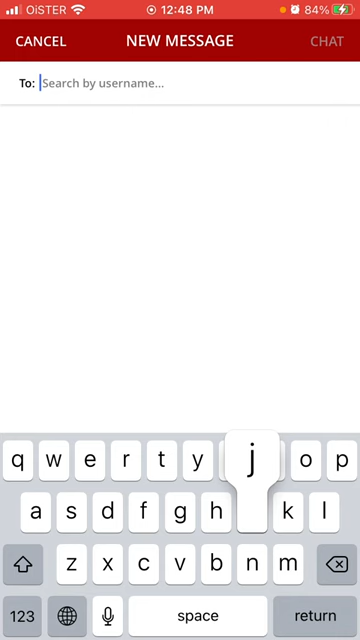 OiSTER 12:48 PM 84%
CANCEL NEW MESSAGE CHAT
To: Search by username...
q w e r t y o p
j
a s d f g h k l
z x c v b n m
123 space return